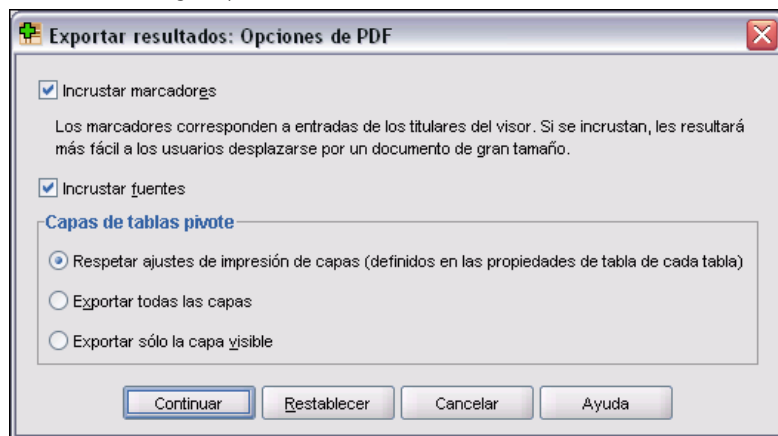 Exportar resultados: Opciones de PDF
Incrustar marcadores
Los marcadores corresponden a entradas de los titulares del visor. Si se incrustan, les resultará
más fácil a los usuarios desplazarse por un documento de gran tamaño.
Incrustar fuentes
Capas de tablas pivote
Respetar ajustes de impresión de capas (definidos en las propiedades de tabla de cada tabla)
Exportar todas las capas
Exportar sólo la capa visible
Continuar
Restablecer
Cancelar
Ayuda